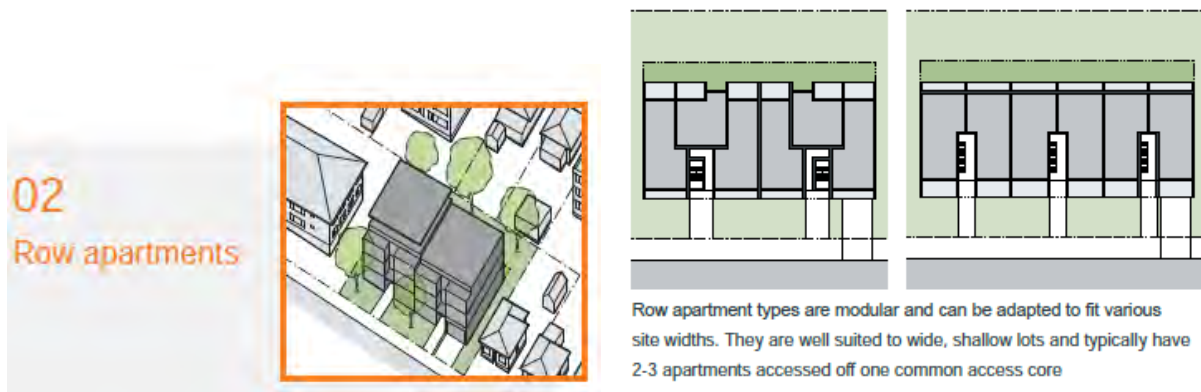 02
Row apartments
Row apartment types are modular and can be adapted to fit various
site widths. They are well suited to wide, shallow lots and typically have
2-3 apartments accessed off one common access core